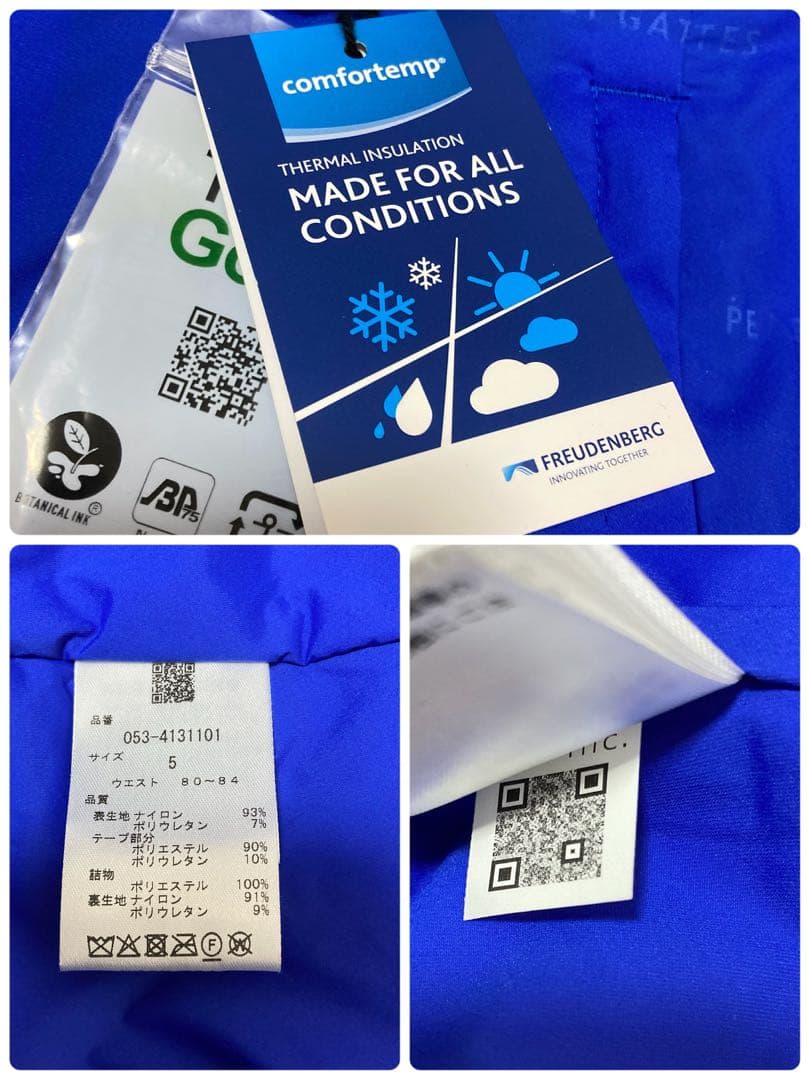 GATTES
comfortemp®
THERMAL INSULATION
MADE FOR ALL
CONDITIONS
FREUDENBERG
INNOVATING TOGETHER
BOTANICAL INK®
PE
品番
053-4131101
サイズ
5
ウエスト 80~84
品質
表生地 ナイロン 93%
ポリウレタン 7%
テープ部分
ポリエステル 90%
ポリウレタン 10%
詰物
ポリエステル 100%
裏生地 ナイロン 91%
ポリウレタン 9%
F
W
inc.